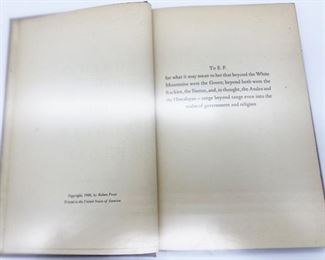 Copyright, 1936, by Robert Frost
Printed in the United States of America
To E. F.
for what it may mean to her that beyond the White
Mountains were the Green; beyond both were the
Rockies, the Sierras, and, in thought, the Andes and
the Himalayas – range beyond range even into the
realm of government and religion